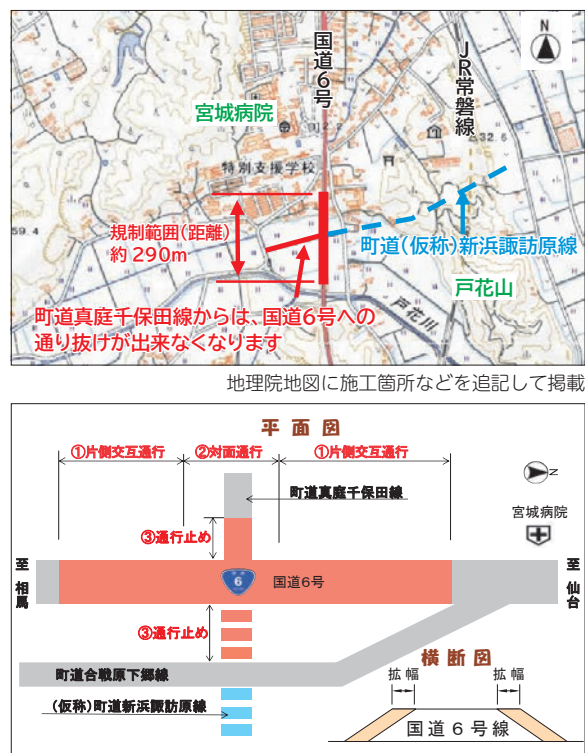 N
国道6号
JR常磐線
宮城病院
12.2
32.6
特別支援学校
規制範囲(距離)
約290m
59.4
町道(仮称)新浜諏訪原線
戸花山
戸花川
町道真庭千保田線からは、国道6号への
通り抜けが出来なくなります
地理院地図に施工箇所などを追記して掲載
平面図
①片側交互通行
②対面通行
①片側交互通行
N
町道真庭千保田線
宮城病院
③通行止め
至相馬
6
国道6号
至仙台
③通行止め
町道合戦原下郷線
横断図
拡幅
拡幅
(仮称)町道新浜諏訪原線
国道6号線